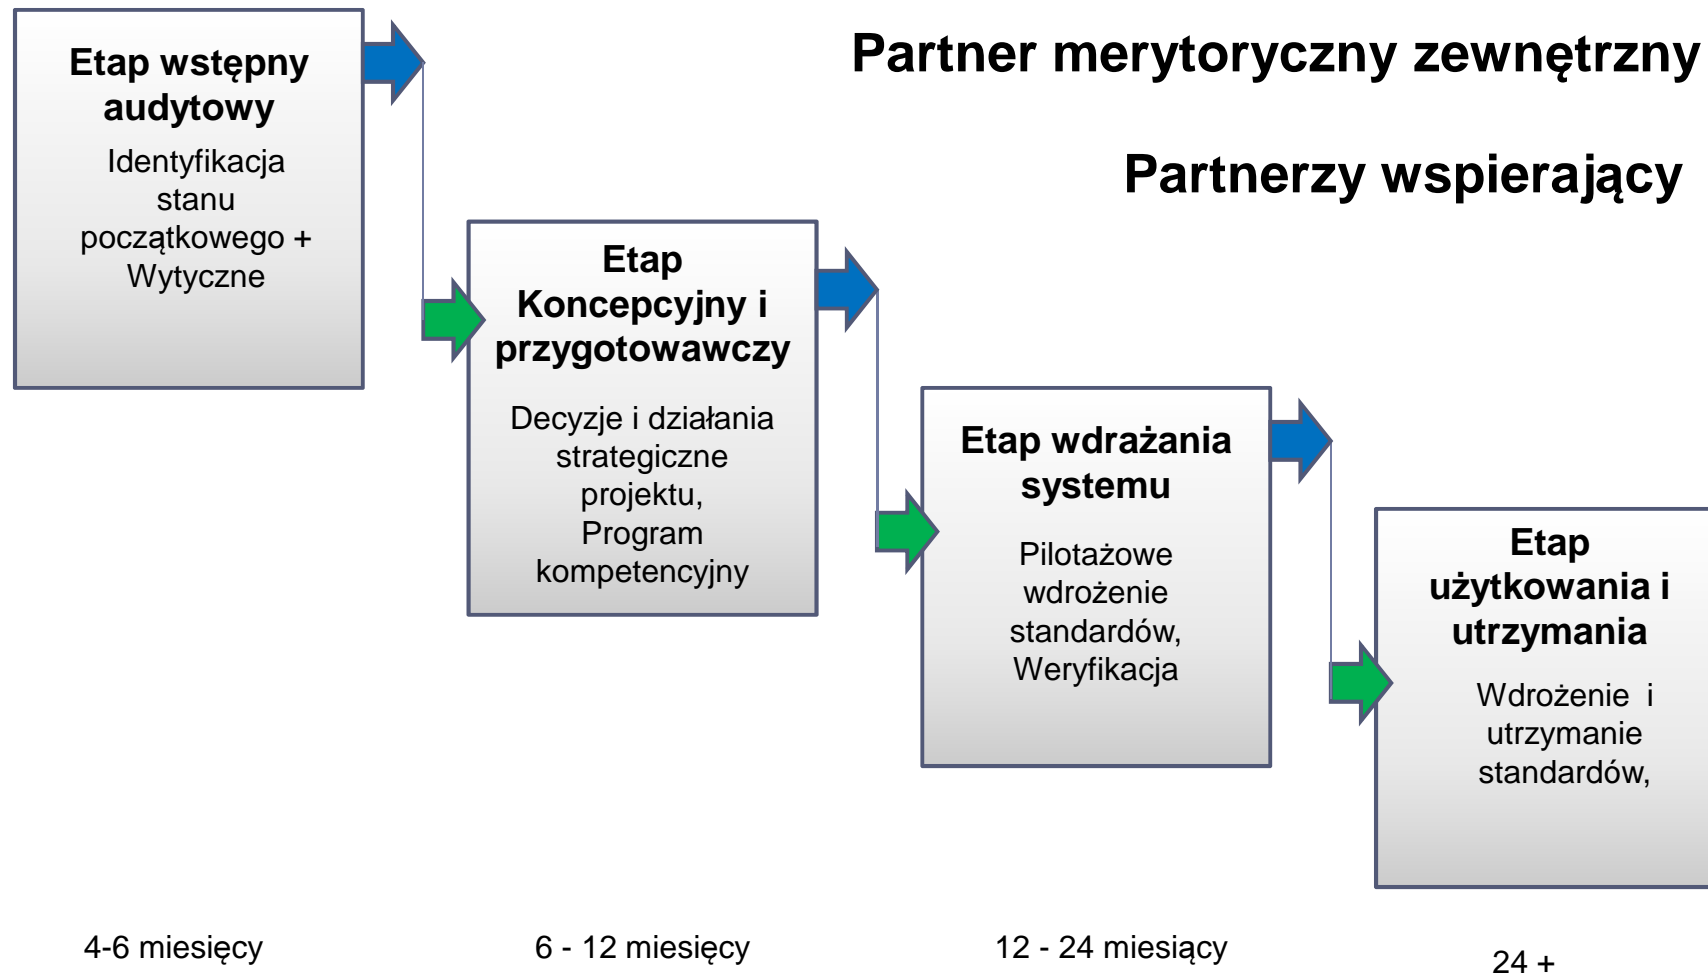 Partner merytoryczny zewnętrzny
Partnerzy wspierający
Etap wstępny
audytowy
Identyfikacja
stanu
początkowego +
Wytyczne
Etap
Koncepcyjny i
przygotowawczy
Decyzje i działania
strategiczne
projektu,
Program
kompetencyjny
Etap wdrażania
systemu
Pilotażowe
wdrożenie
standardów,
Weryfikacja
Etap
użytkowania i
utrzymania
Wdrożenie  i
utrzymanie
standardów,
4-6 miesięcy
6 - 12 miesięcy
12 - 24 miesiący
24 +